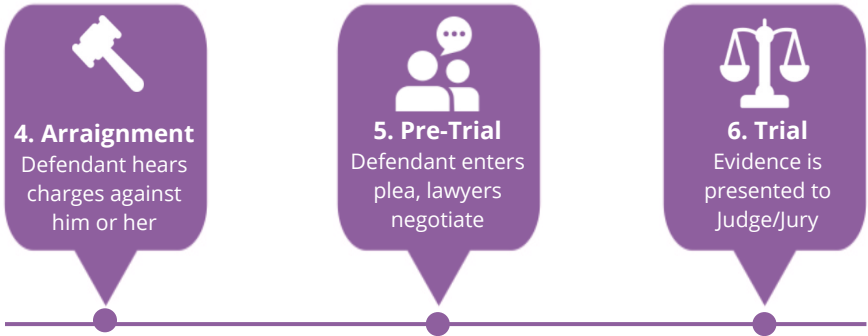 4. Arraignment
Defendant hears
charges against
him or her
5. Pre-Trial
Defendant enters
plea, lawyers
negotiate
6. Trial
Evidence is
presented to
Judge/Jury